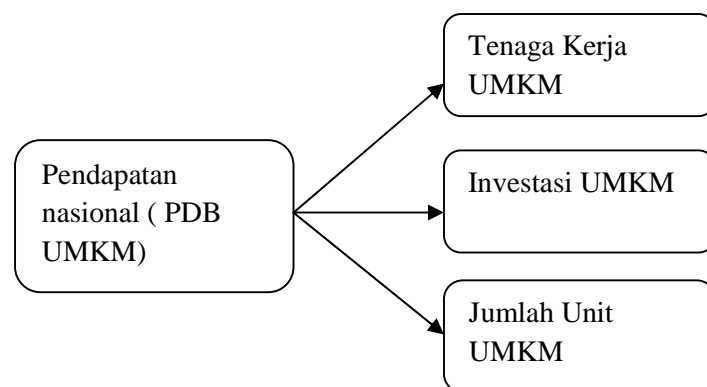 Tenaga Kerja
UMKM
Pendapatan
nasional ( PDB
UMKM)
Investasi UMKM
Jumlah Unit
UMKM